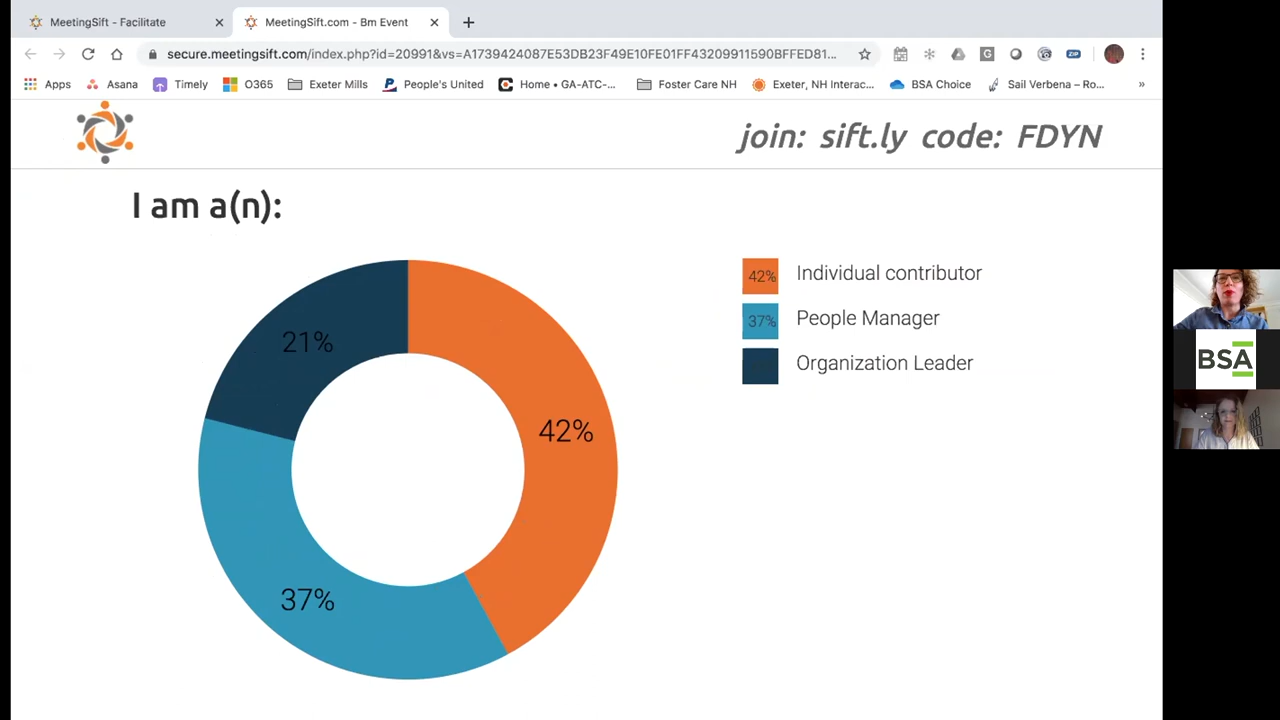 MeetingSift - Facilitate
MeetingSift.com - Bm Event
secure.meetingsift.com/index.php?id=20991&vs=A1739424087E53DB23F49E10FE01FF43209911590BFFED81...
Apps Asana Timely O365 Exeter Mills People's United Home • GA-ATC-... Foster Care NH Exeter, NH Interac... BSA Choice Sail Verbena – Ro... »
join: sift.ly code: FDYN
I am a(n):
42% Individual contributor
37% People Manager
Organization Leader
21%
42%
37%
BSA